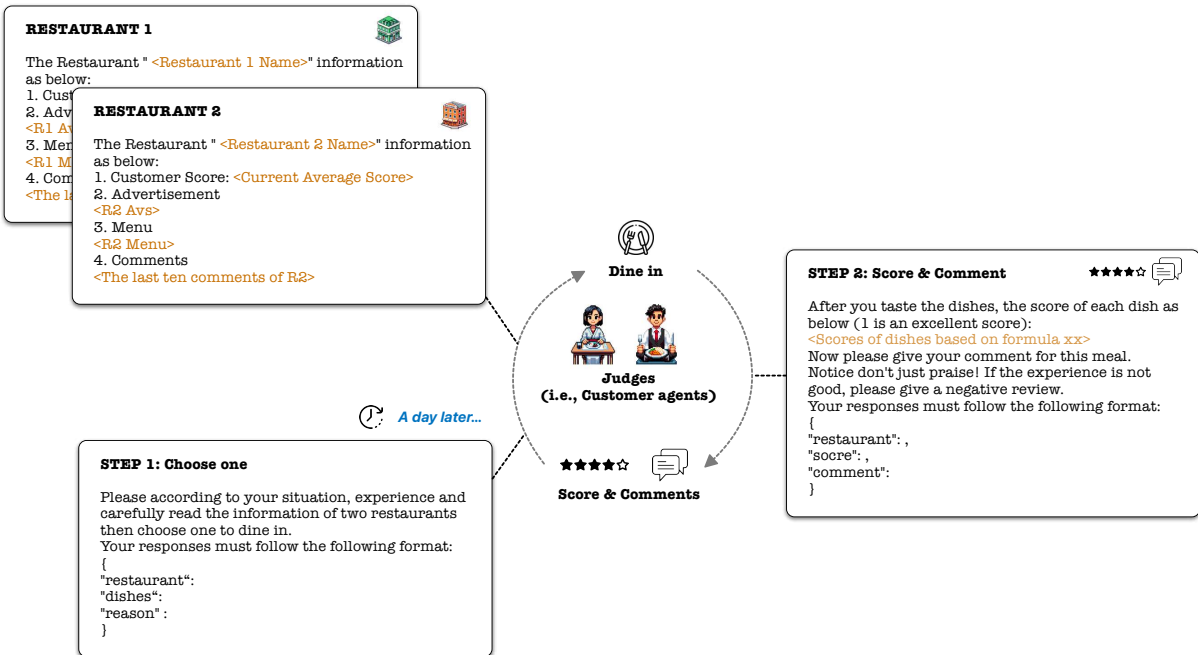 RESTAURANT 1
The Restaurant " <Restaurant 1 Name>" information
as below:
1. Cust
2. Adv
<R1 Av
3. Men
<R1 M
4. Com
<The la
RESTAURANT 2
The Restaurant " <Restaurant 2 Name>" information
as below:
1. Customer Score: <Current Average Score>
2. Advertisement
<R2 Avs>
3. Menu
<R2 Menu>
4. Comments
<The last ten comments of R2>
Dine in
Judges
(i.e., Customer agents)
A day later...
Score & Comments
STEP 1: Choose one
Please according to your situation, experience and
carefully read the information of two restaurants
then choose one to dine in.
Your responses must follow the following format:
{
"restaurant“:
"dishes“:
"reason" :
}
STEP 2: Score & Comment
After you taste the dishes, the score of each dish as
below (1 is an excellent score):
<Scores of dishes based on formula xx>
Now please give your comment for this meal.
Notice don't just praise! If the experience is not
good, please give a negative review.
Your responses must follow the following format:
{
"restaurant": ,
"socre": ,
"comment":
}